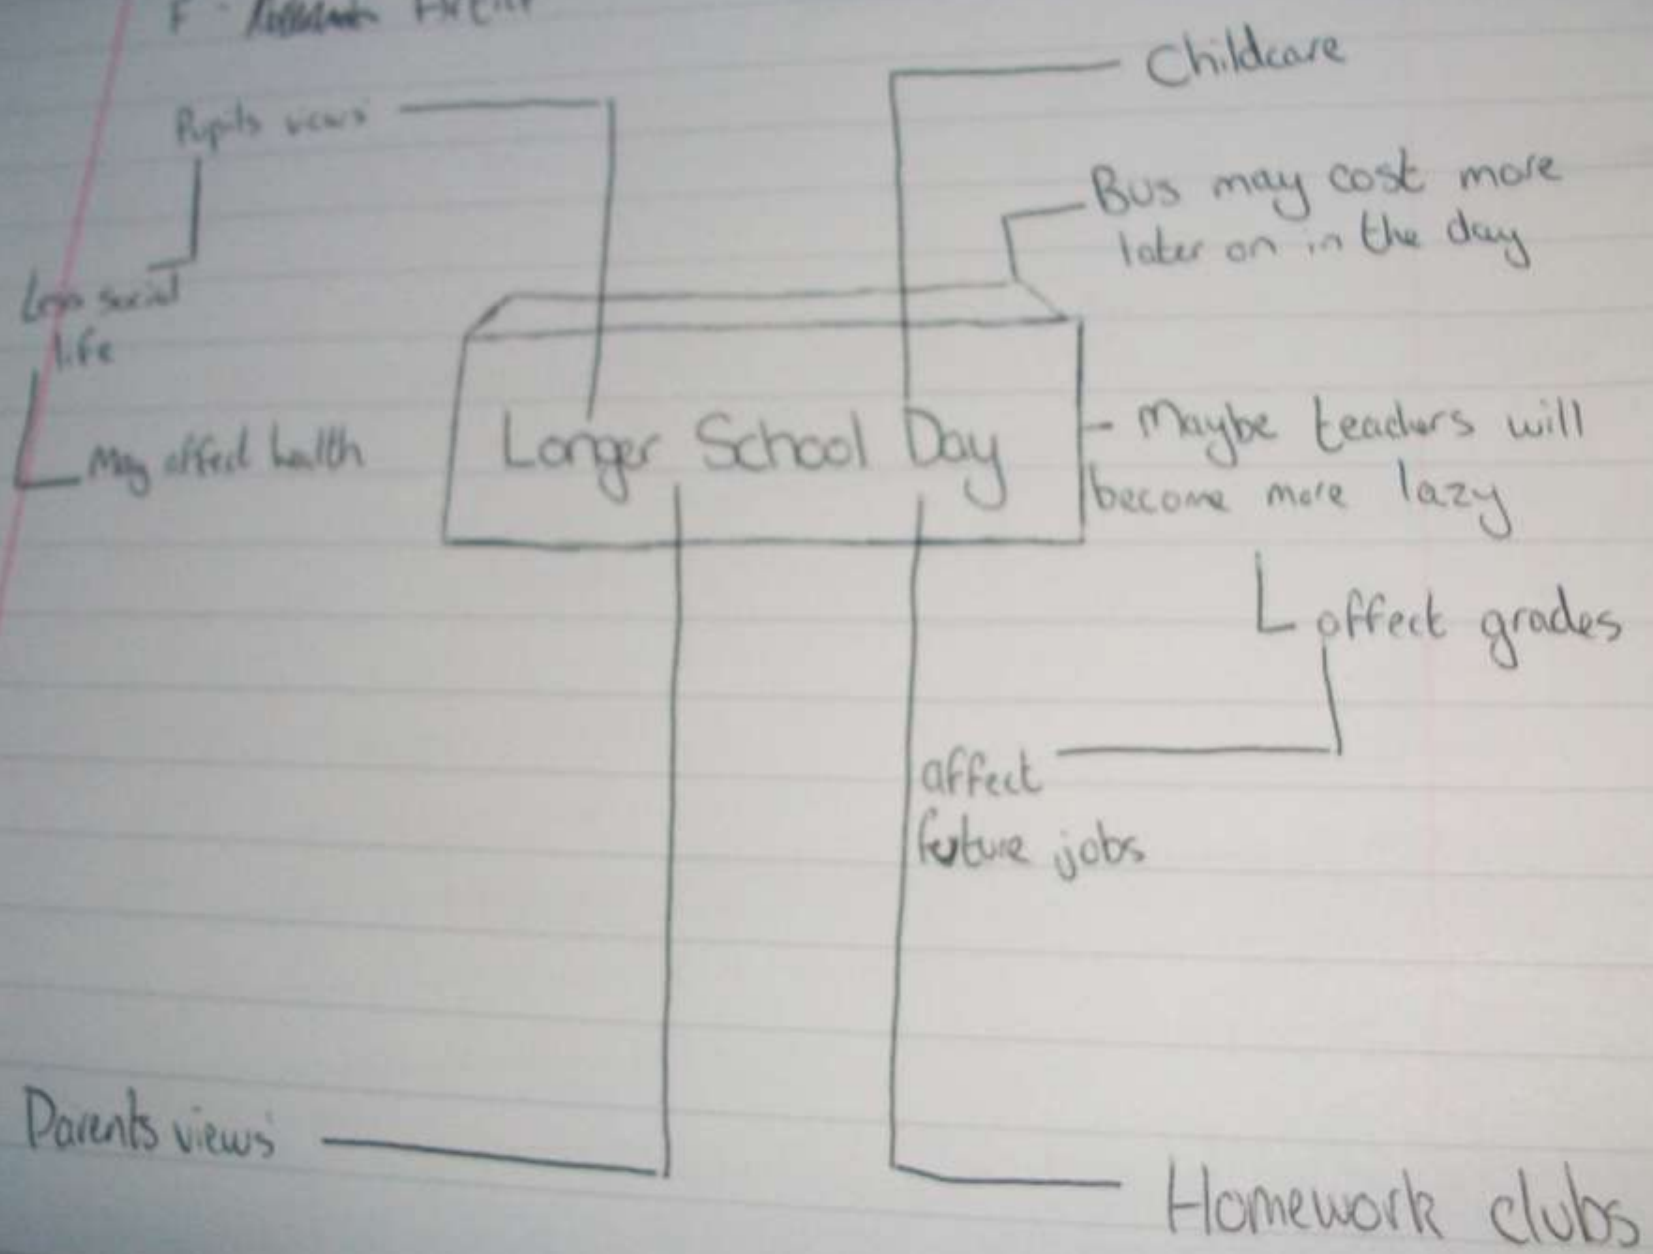 F
Childcare
Pupils views
Bus may cost more
later on in the day
Less social
life
May affect health
Longer School Day
- Maybe teachers will
become more lazy
affect grades
affect
future jobs
Parents views
Homework clubs